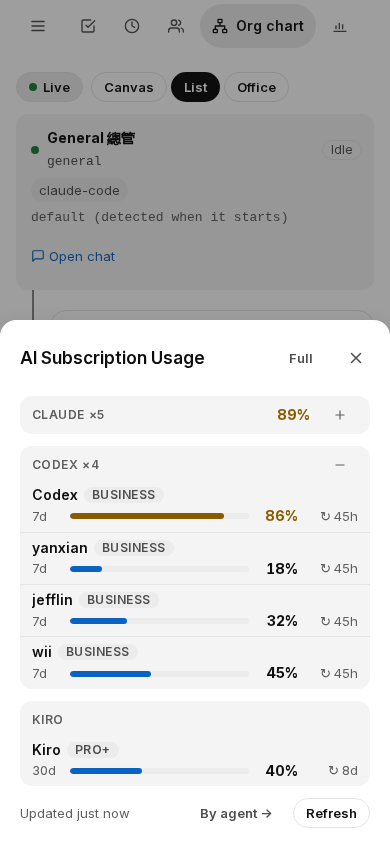 Org chart
Live
Canvas
List
Office
General 總管
general
Idle
claude-code
default (detected when it starts)
Open chat
AI Subscription Usage
Full
CLAUDE ×5
89%
CODEX ×4
Codex BUSINESS
7d 86% ↻ 45h
yanxian BUSINESS
7d 18% ↻ 45h
jefflin BUSINESS
7d 32% ↻ 45h
wii BUSINESS
7d 45% ↻ 45h
KIRO
Kiro PRO+
30d 40% ↻ 8d
Updated just now
By agent →
Refresh